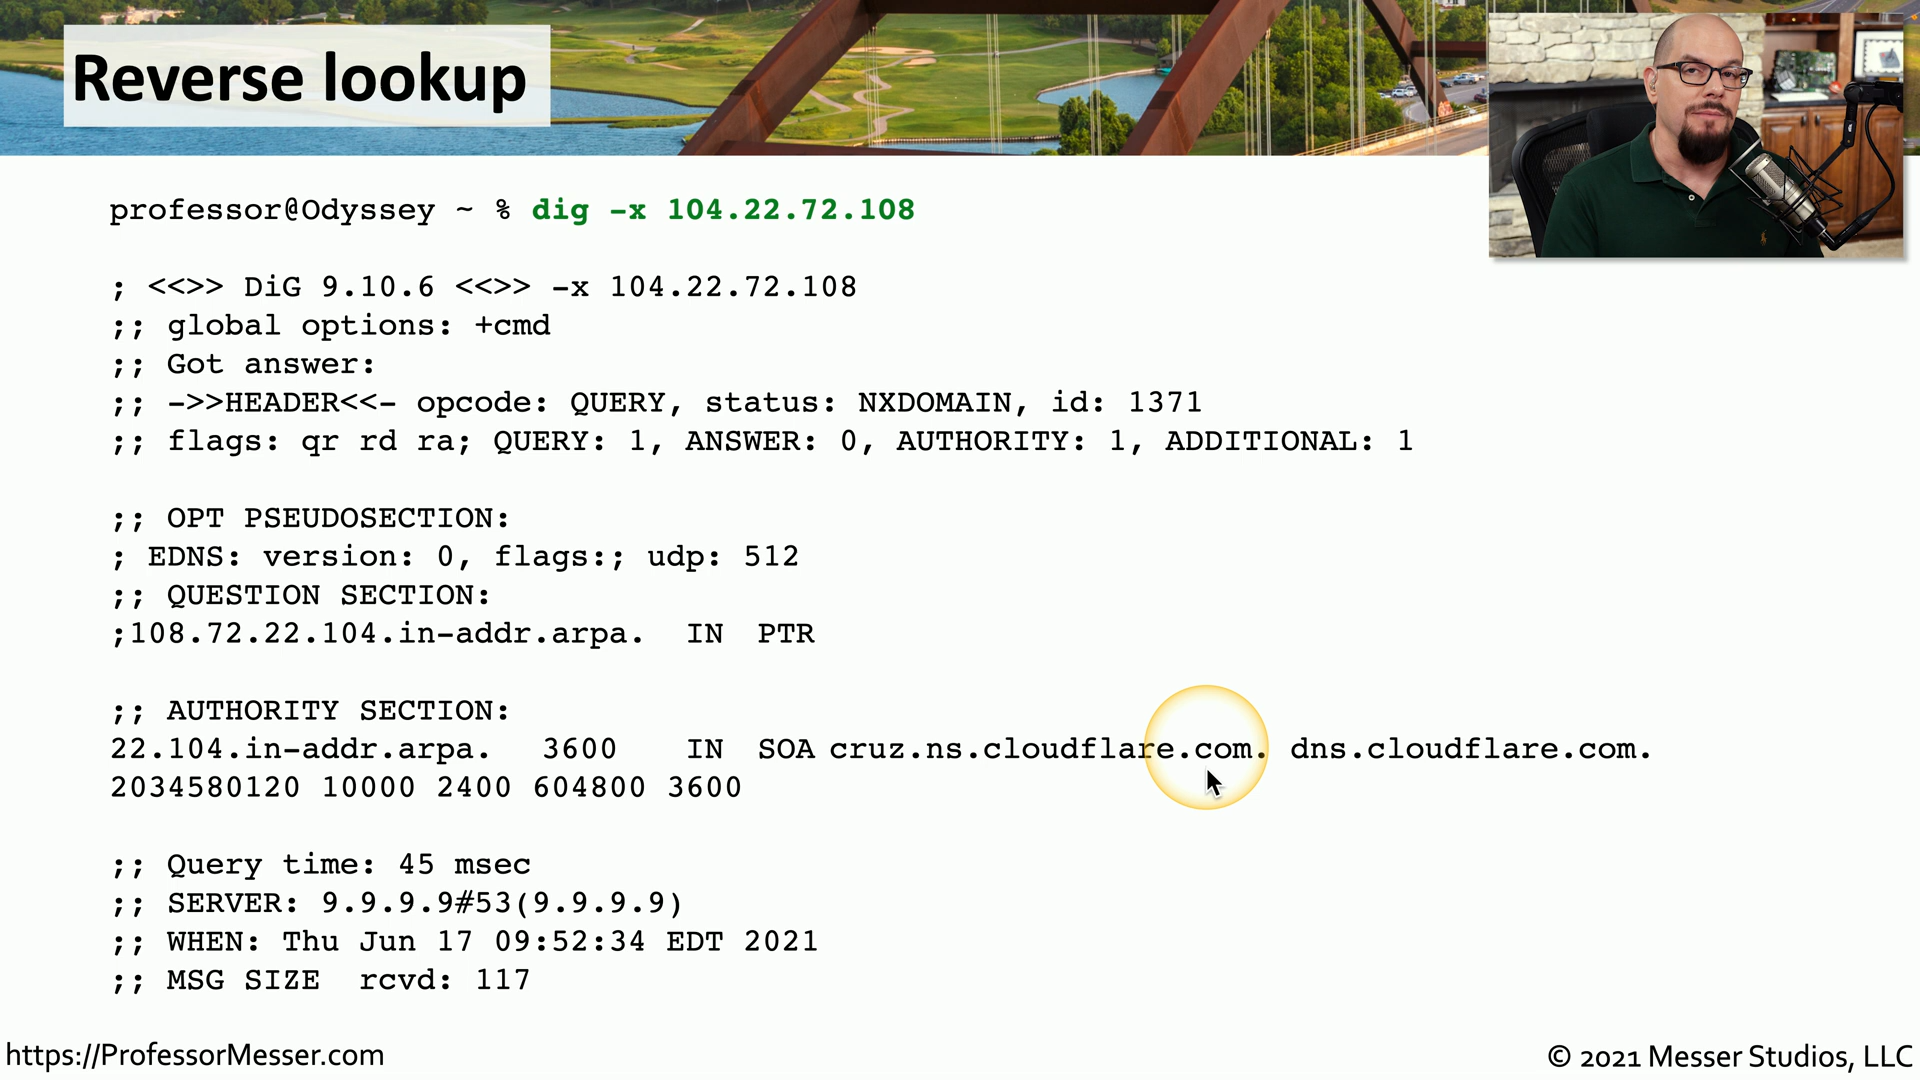 Reverse lookup
professor@Odyssey ~ % dig -x 104.22.72.108
; <<>> DiG 9.10.6 <<>> -x 104.22.72.108
;; global options: +cmd
;; Got answer:
;; ->>HEADER<<- opcode: QUERY, status: NXDOMAIN, id: 1371
;; flags: qr rd ra; QUERY: 1, ANSWER: 0, AUTHORITY: 1, ADDITIONAL: 1
;; OPT PSEUDOSECTION:
; EDNS: version: 0, flags:; udp: 512
;; QUESTION SECTION:
;108.72.22.104.in-addr.arpa. IN PTR
;; AUTHORITY SECTION:
22.104.in-addr.arpa. 3600 IN SOA cruz.ns.cloudflare.com. dns.cloudflare.com.
2034580120 10000 2400 604800 3600
;; Query time: 45 msec
;; SERVER: 9.9.9.9#53(9.9.9.9)
;; WHEN: Thu Jun 17 09:52:34 EDT 2021
;; MSG SIZE rcvd: 117
https://ProfessorMesser.com
© 2021 Messer Studios, LLC